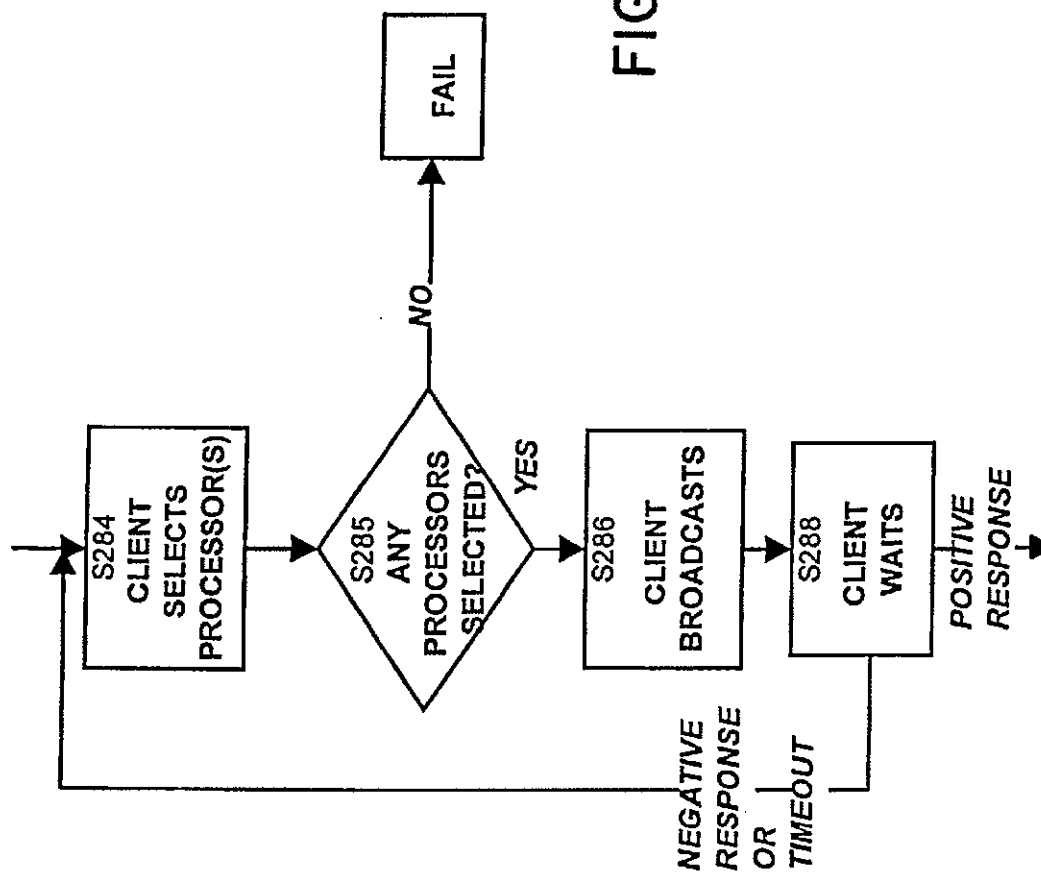 S284
CLIENT
SELECTS
PROCESSOR(S)
S285
ANY
PROCESSORS
SELECTED?
NO
FAIL
YES
S286
CLIENT
BROADCASTS
S288
CLIENT
WAITS
NEGATIVE
RESPONSE
OR
TIMEOUT
POSITIVE
RESPONSE